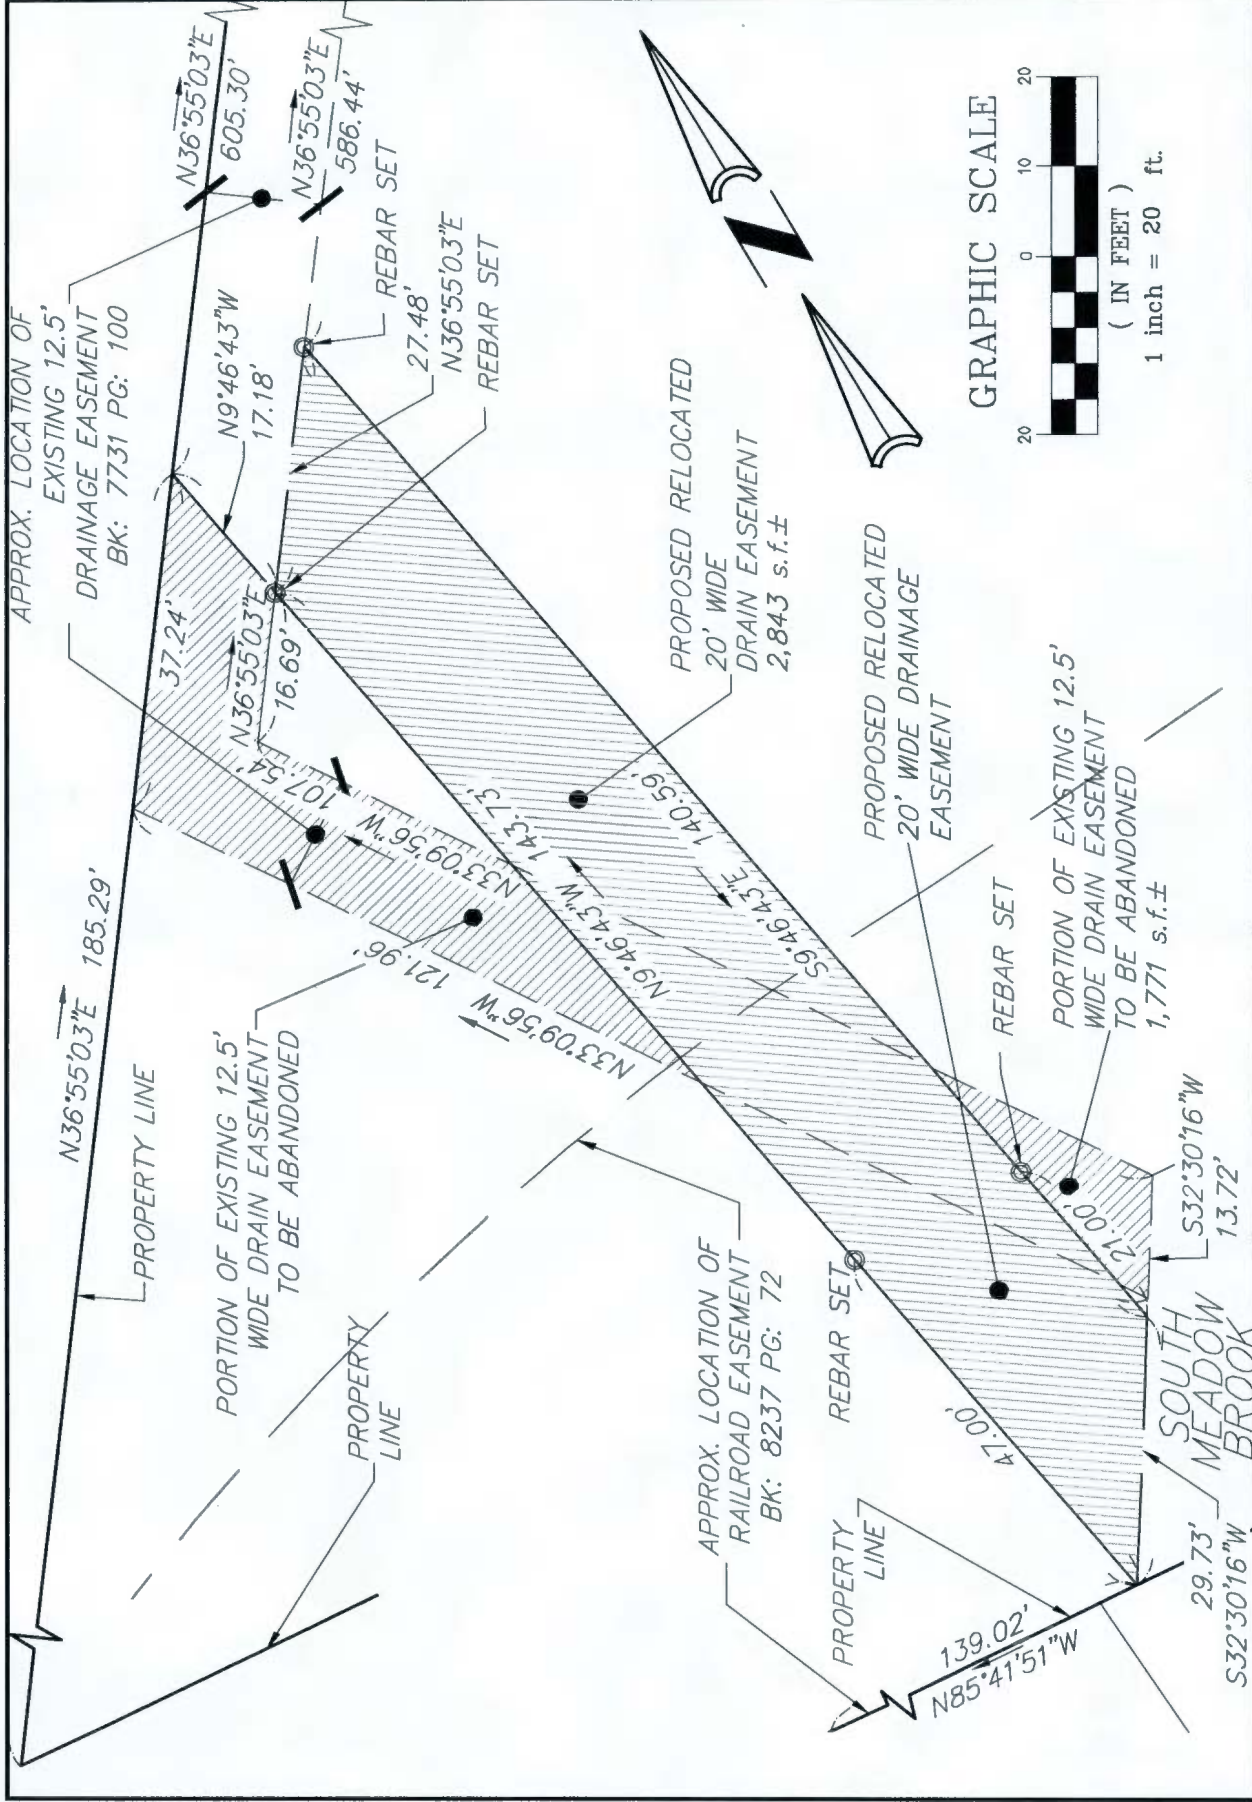 N36°55'03"E 605.30'
N36°55'03"E 586.44'
APPROX. LOCATION OF
EXISTING 12.5'
DRAINAGE EASEMENT
BK: 7731 PG: 100
N9°46'43"W
17.18'
REBAR SET
27.48'
N36°55'03"E
REBAR SET
37.24'
N36°55'03"E
16.69'
107.54'
N33°09'56"W
121.96'
N33°09'56"W
143.73'
N9°46'43"W
140.59'
S9°46'43"E
N36°55'03"E 185.29'
PROPERTY LINE
PORTION OF EXISTING 12.5'
WIDE DRAIN EASEMENT
TO BE ABANDONED
PROPERTY
LINE
PROPOSED RELOCATED
20' WIDE
DRAIN EASEMENT
2,843 s.f.±
PROPOSED RELOCATED
20' WIDE DRAINAGE
EASEMENT
REBAR SET
PORTION OF EXISTING 12.5'
WIDE DRAIN EASEMENT
TO BE ABANDONED
1,771 s.f.±
21.00'
S32°30'16"W
13.72'
APPROX. LOCATION OF
RAILROAD EASEMENT
BK: 8237 PG: 72
REBAR SET
47.00'
PROPERTY
LINE
139.02'
N85°41'51"W
SOUTH
MEADOW
BROOK
29.73'
S32°30'16"W
GRAPHIC SCALE
20 0 10 20
( IN FEET )
1 inch = 20 ft.